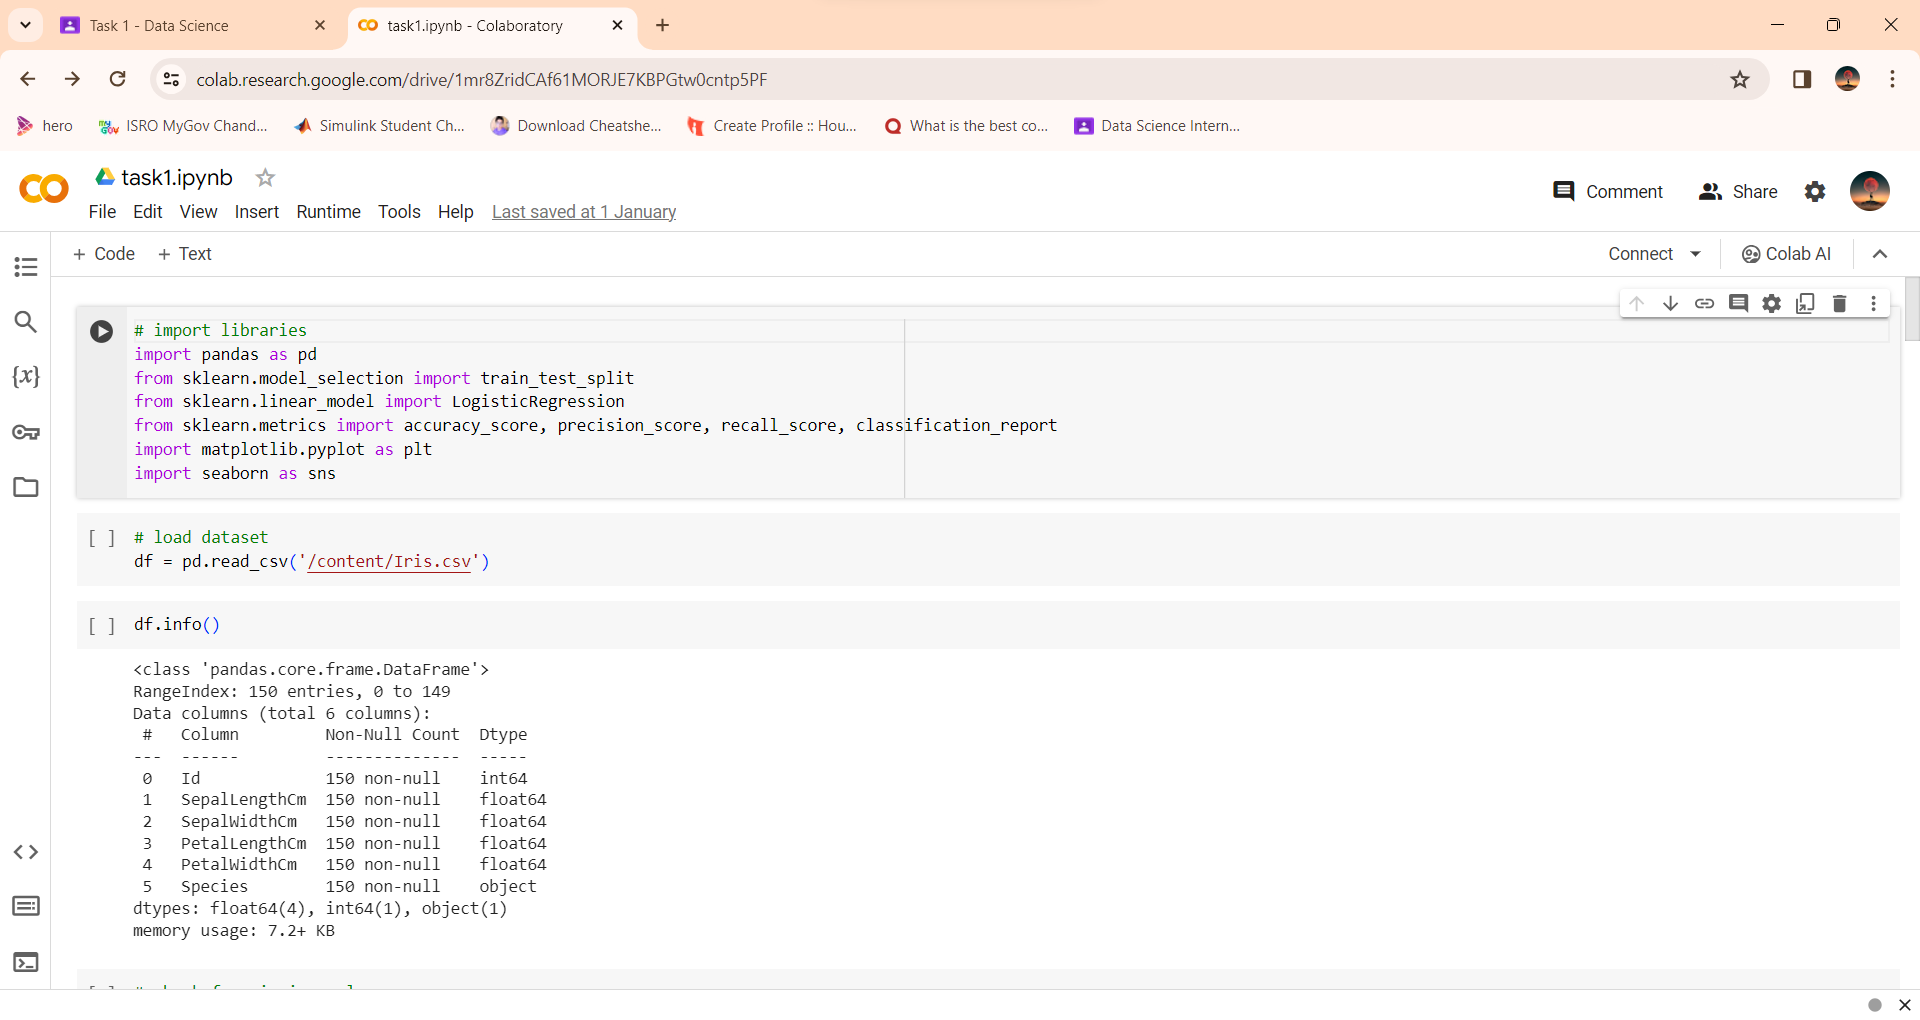 Task 1 - Data Science
task1.ipynb - Colaboratory
colab.research.google.com/drive/1mr8ZridCAf61MORJE7KBPGtw0cntp5PF
hero
ISRO MyGov Chand...
Simulink Student Ch...
Download Cheatshe...
Create Profile :: Hou...
What is the best co...
Data Science Intern...
task1.ipynb
Comment
Share
File Edit View Insert Runtime Tools Help Last saved at 1 January
+ Code + Text
Connect
Colab AI
# import libraries
import pandas as pd
from sklearn.model_selection import train_test_split
from sklearn.linear_model import LogisticRegression
from sklearn.metrics import accuracy_score, precision_score, recall_score, classification_report
import matplotlib.pyplot as plt
import seaborn as sns
[ ] # load dataset
df = pd.read_csv('/content/Iris.csv')
[ ] df.info()
<class 'pandas.core.frame.DataFrame'>
RangeIndex: 150 entries, 0 to 149
Data columns (total 6 columns):
 #   Column         Non-Null Count  Dtype
---  ------         --------------  -----
 0   Id             150 non-null    int64
 1   SepalLengthCm  150 non-null    float64
 2   SepalWidthCm   150 non-null    float64
 3   PetalLengthCm  150 non-null    float64
 4   PetalWidthCm   150 non-null    float64
 5   Species        150 non-null    object
dtypes: float64(4), int64(1), object(1)
memory usage: 7.2+ KB